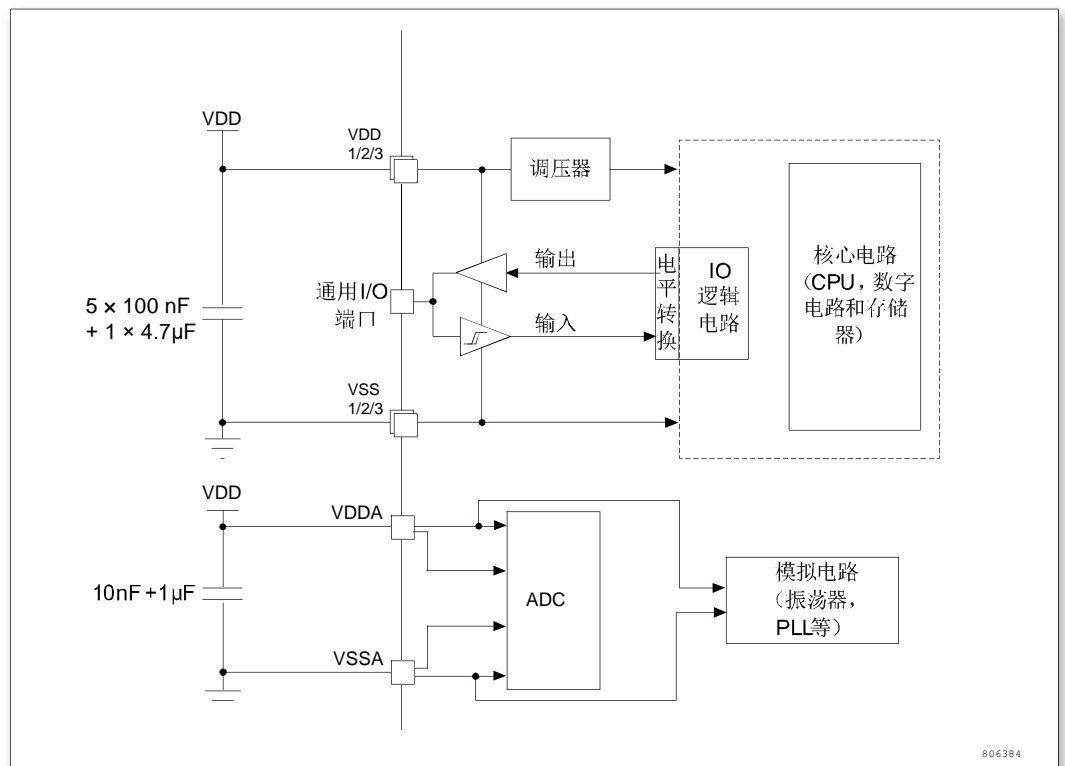 VDD
VDD
1/2/3
调压器
输出
通用I/O
端口
输入
5 × 100 nF
+ 1 × 4.7µF
电平转换
IO
逻辑
电路
核心电路
（CPU，数字
电路和存储
器）
VSS
1/2/3
VDD
VDDA
10nF +1µF
ADC
模拟电路
（振荡器，
PLL等）
VSSA
806384